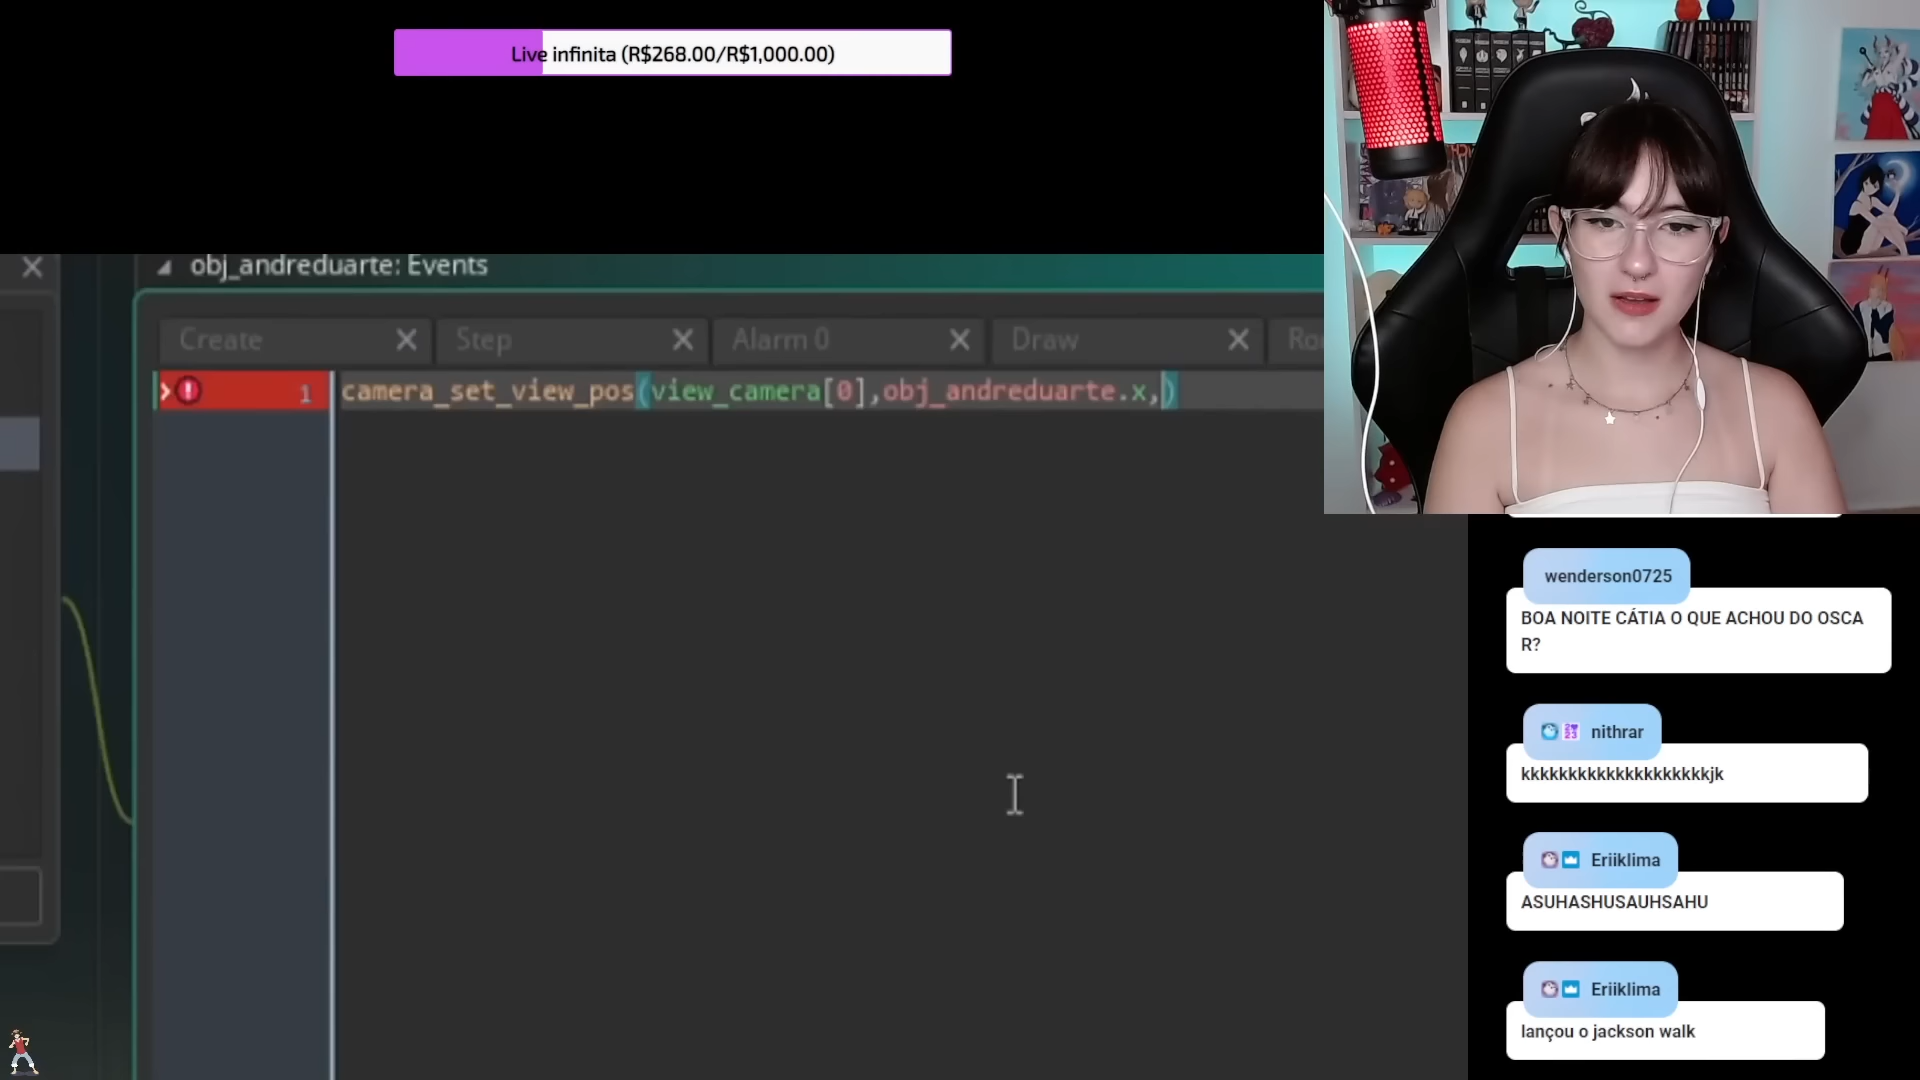 Live infinita (R$268.00/R$1,000.00)
obj_andreduarte: Events
Create
Step
Alarm 0
Draw
1
camera_set_view_pos(view_camera[0],obj_andreduarte.x,)
wenderson0725
BOA NOITE CÁTIA O QUE ACHOU DO OSCA
R?
nithrar
kkkkkkkkkkkkkkkkkkkkjk
Eriiklima
ASUHASHUSAUHSAHU
Eriiklima
lançou o jackson walk